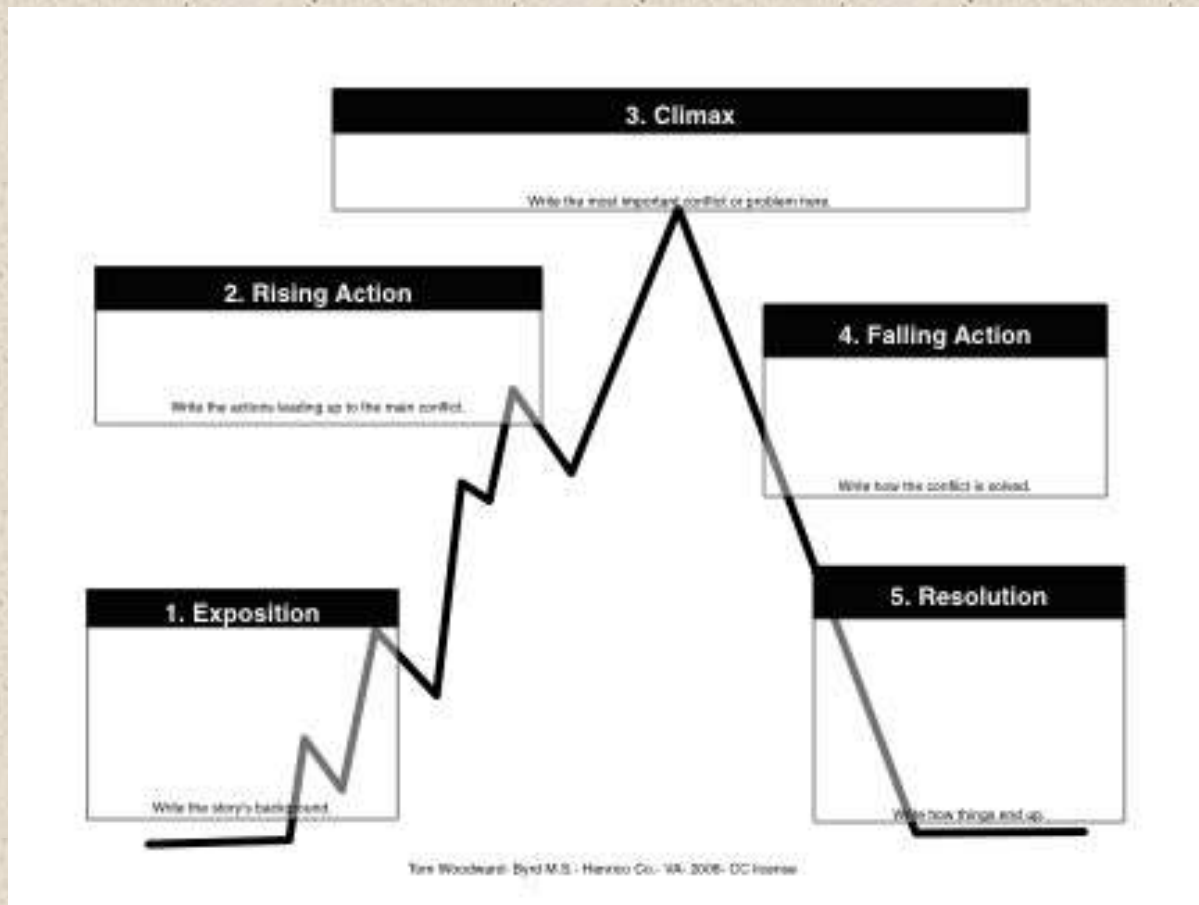 3. Climax
Write the most important conflict or problem here.
2. Rising Action
Write the actions leading up to the main conflict.
4. Falling Action
Write how the conflict is solved.
1. Exposition
Write the story's background.
5. Resolution
Write how things end up.
Tom Woodward- Byrd M.S.- Henrico Co.- VA- 2006- CC license